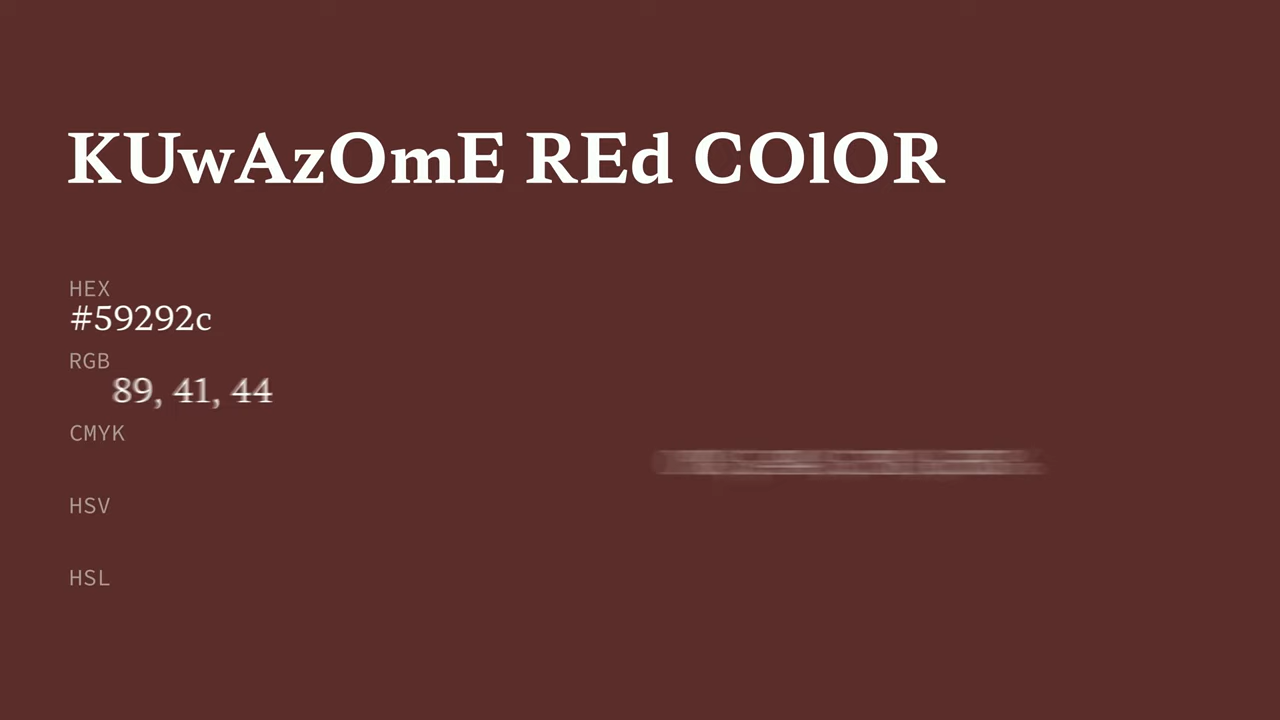 KUwAzOmE REd COlOR
HEX
#59292c
RGB
89, 41, 44
CMYK
HSV
HSL